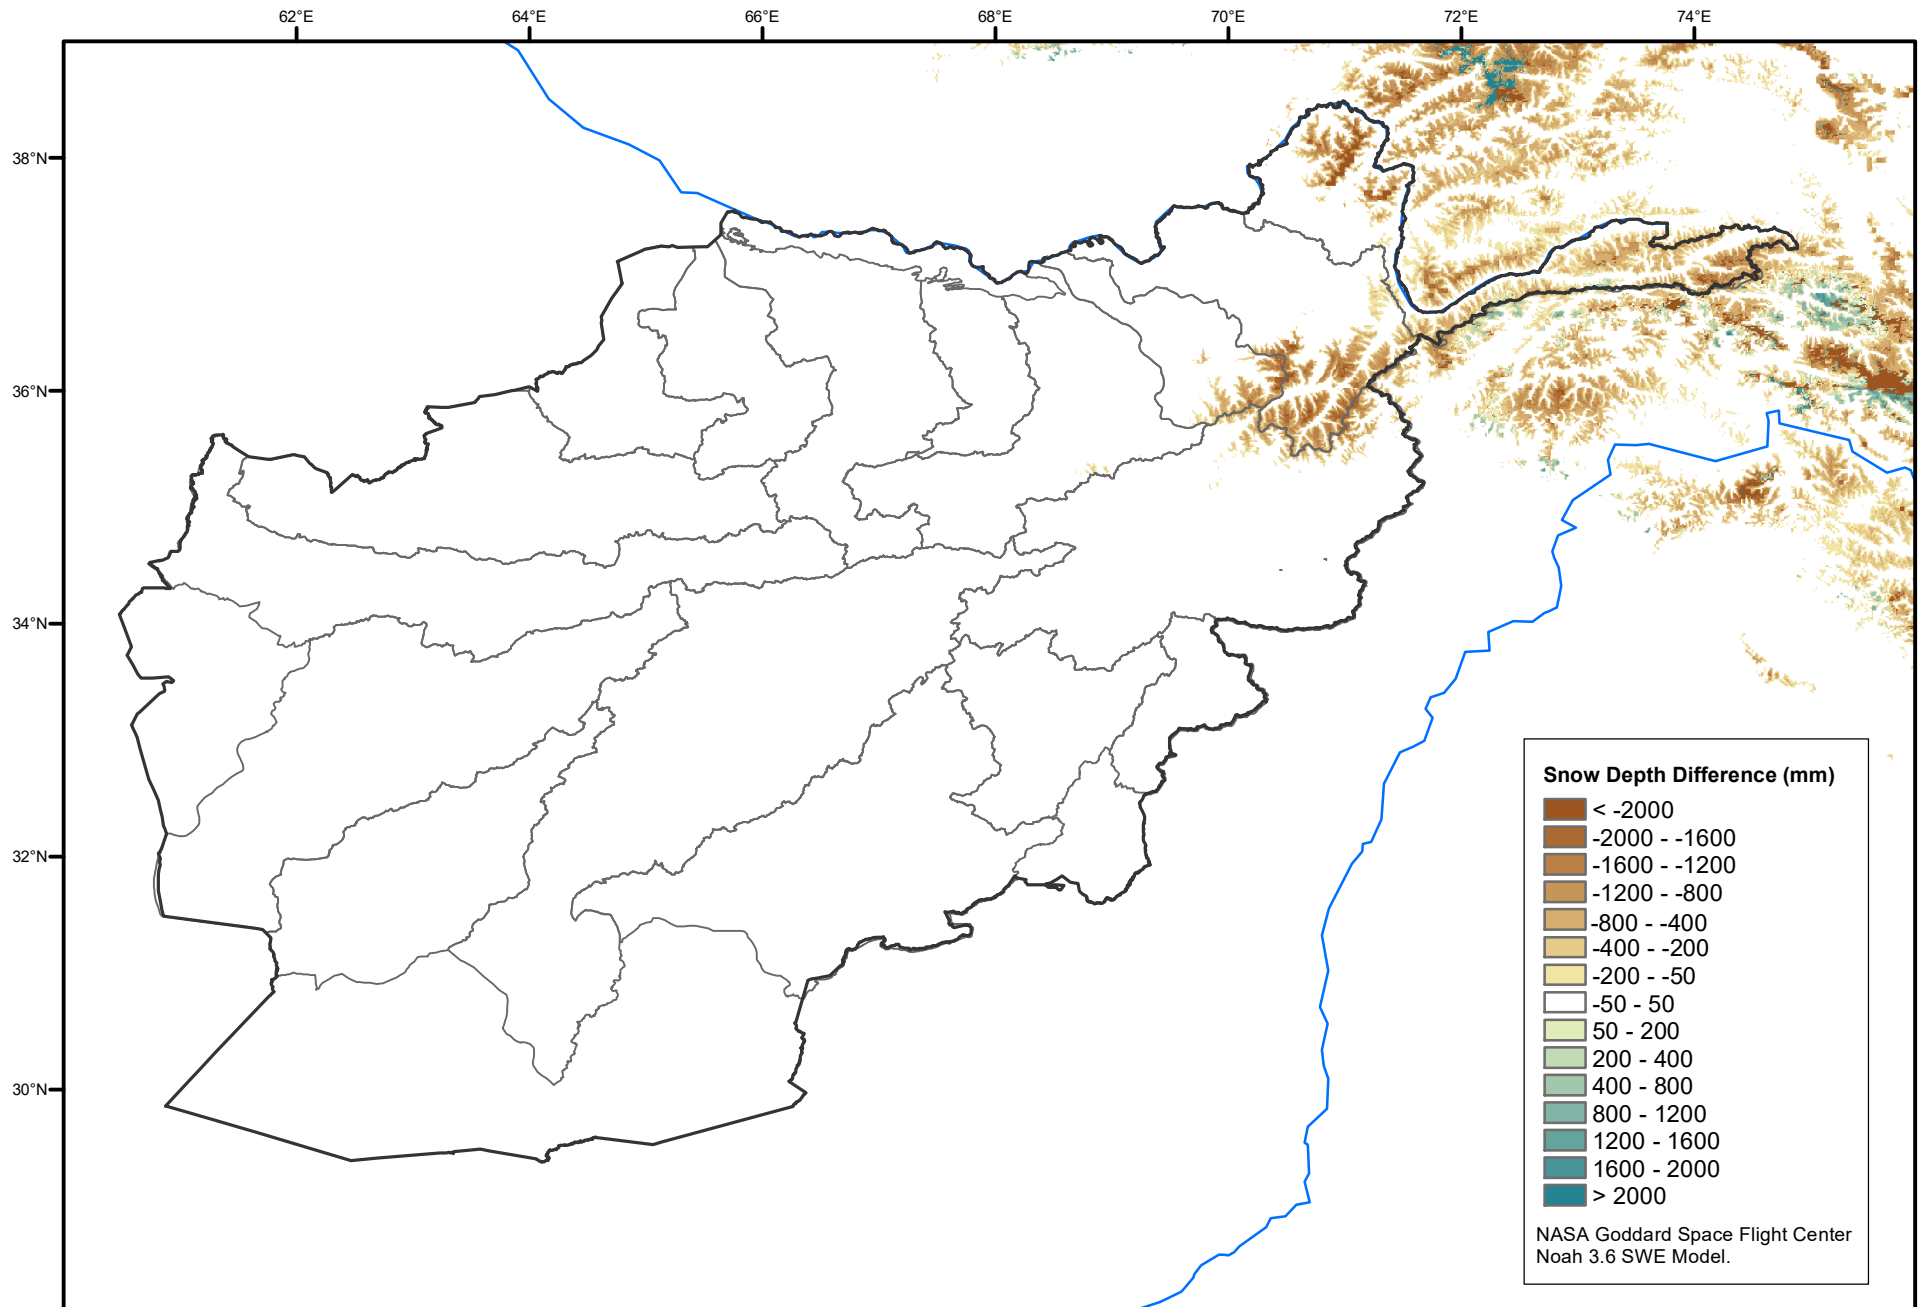 62°E 64°E 66°E 68°E 70°E 72°E 74°E
38°N
36°N
34°N
32°N
30°N
Snow Depth Difference (mm)
< -2000
-2000 - -1600
-1600 - -1200
-1200 - -800
-800 - -400
-400 - -200
-200 - -50
-50 - 50
50 - 200
200 - 400
400 - 800
800 - 1200
1200 - 1600
1600 - 2000
> 2000
NASA Goddard Space Flight Center
Noah 3.6 SWE Model.